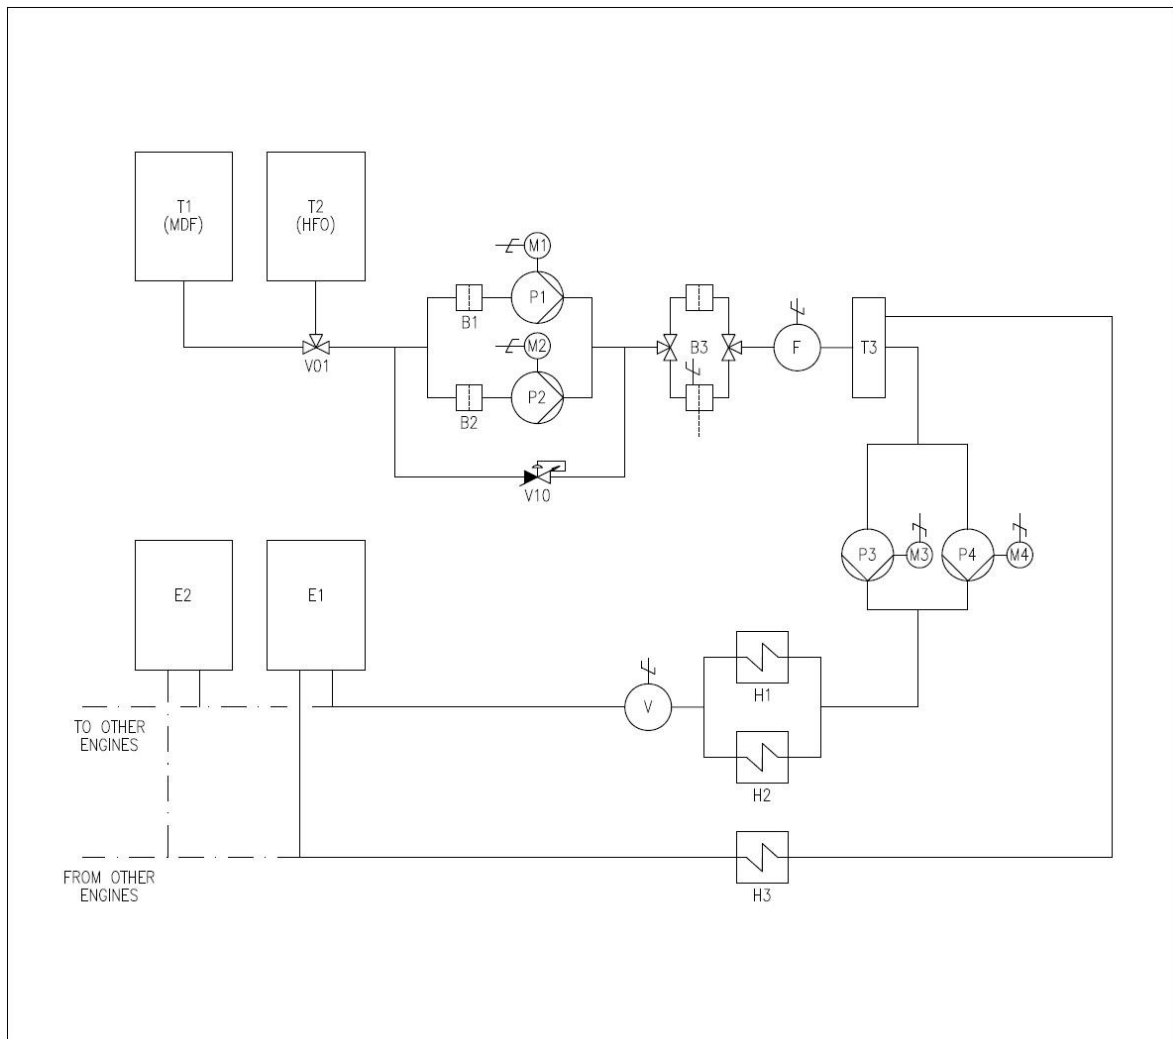 T1
(MDF)
T2
(HFO)
M1
P1
B1
M2
V01
B3
F
T3
P2
B2
V10
P3
M3
P4
M4
E2
E1
H1
V
TO OTHER
ENGINES
H2
FROM OTHER
ENGINES
H3